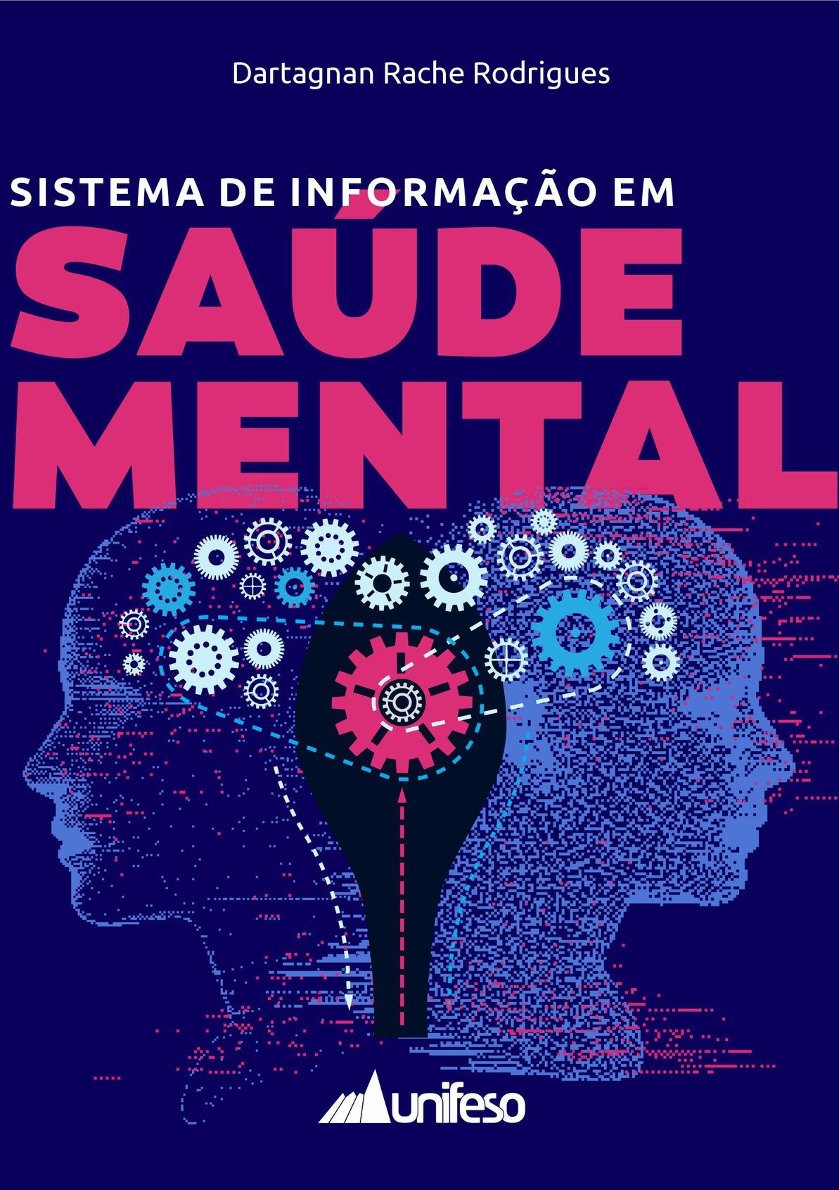 Dartagnan Rache Rodrigues
SISTEMA DE INFORMAÇÃO EM
SAÚDE
MENTAL
unifeso